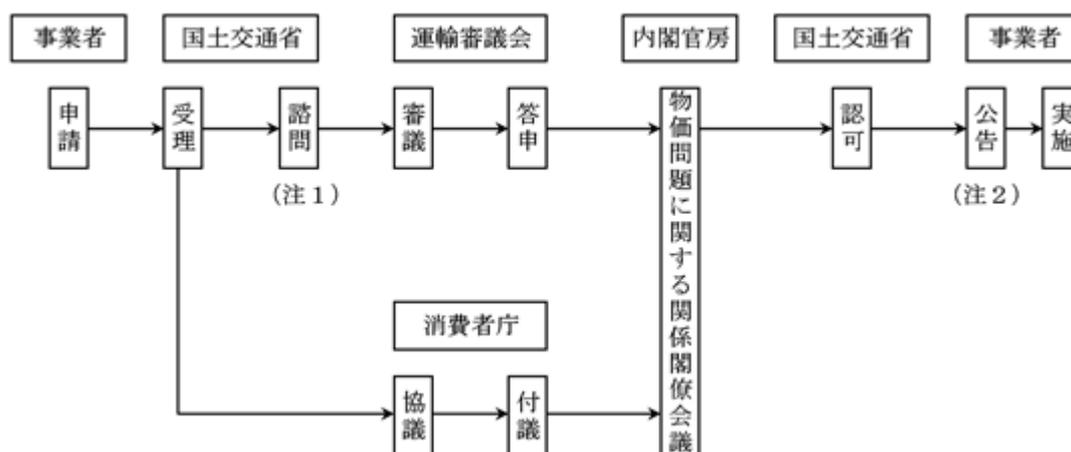 事業者
国土交通省
運輸審議会
内閣官房
国土交通省
事業者
申請
受理
諮問
審議
答申
物価問題に関する関係閣僚会議
認可
公告
実施
(注1)
(注2)
消費者庁
協議
付議